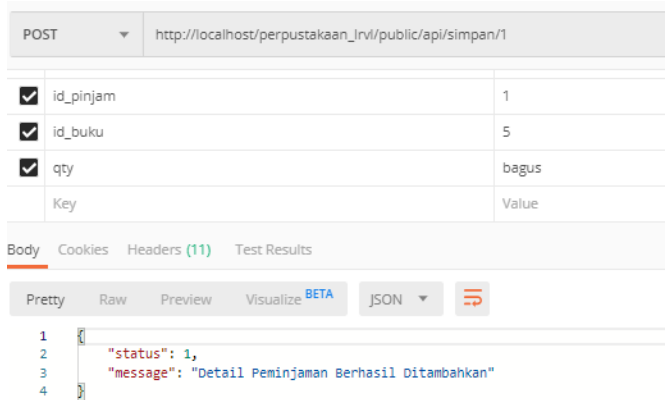 POST http://localhost/perpustakaan_lrvl/public/api/simpan/1
id_pinjam 1
id_buku 5
qty bagus
Key Value
Body Cookies Headers (11) Test Results
Pretty Raw Preview Visualize BETA JSON
1 {
2 "status": 1,
3 "message": "Detail Peminjaman Berhasil Ditambahkan"
4 }